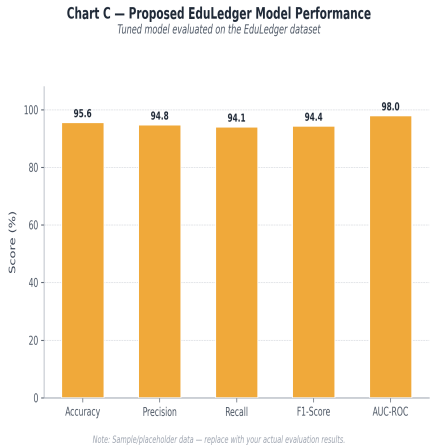 Chart C — Proposed EduLedger Model Performance
Tuned model evaluated on the EduLedger dataset
Score (%)
100
80
60
40
20
0
95.6
94.8
94.1
94.4
98.0
Accuracy
Precision
Recall
F1-Score
AUC-ROC
Note: Sample/placeholder data — replace with your actual evaluation results.